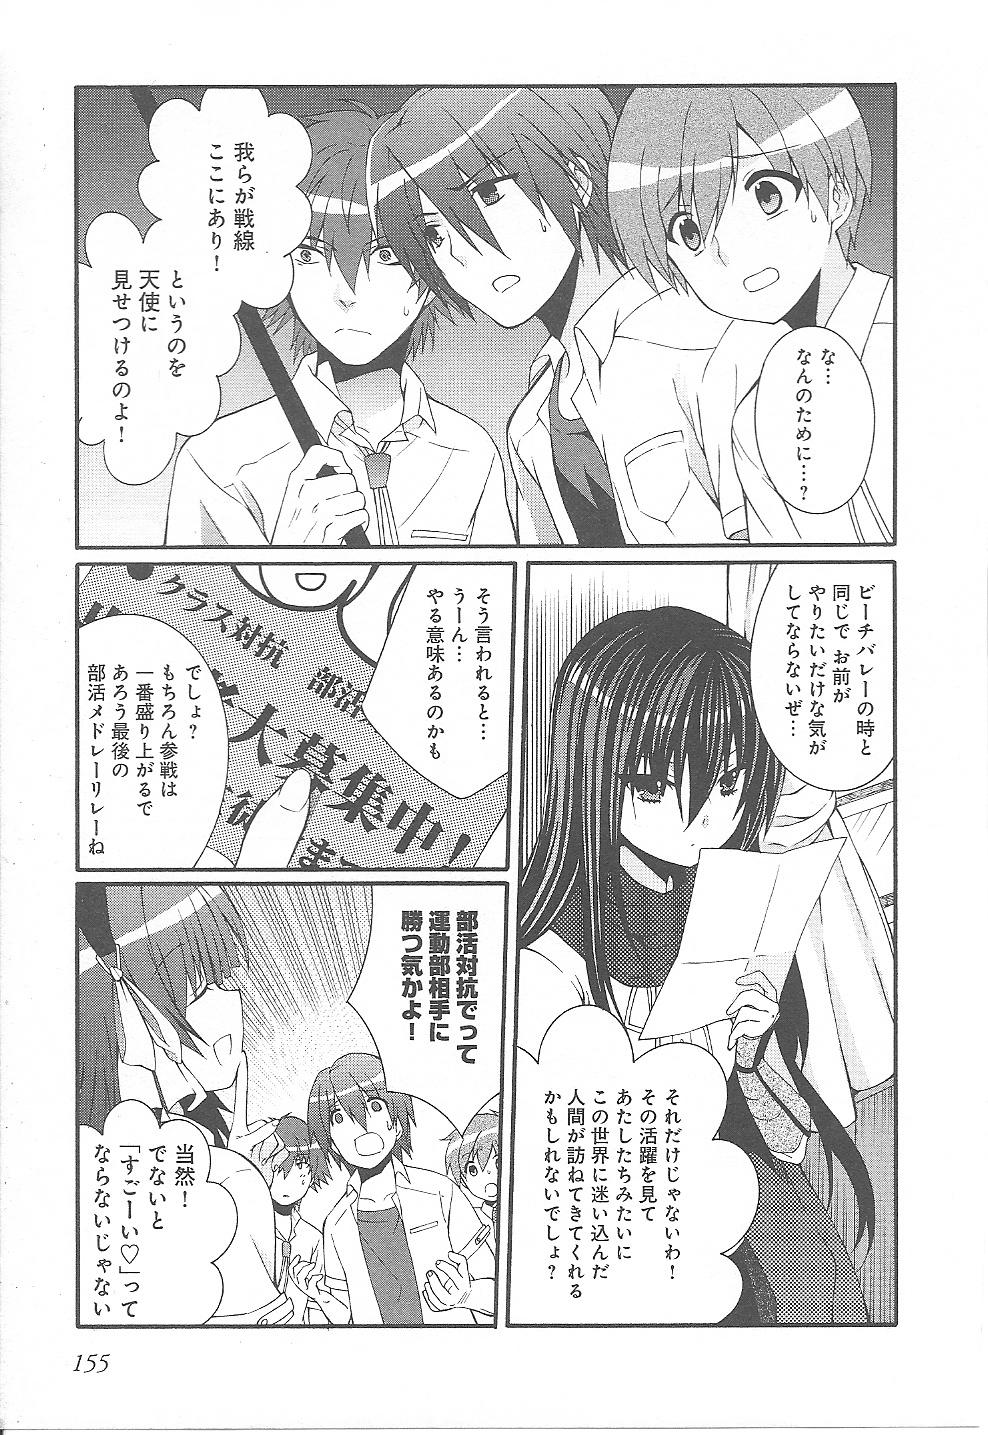 な…
なんのために…?
我らが戦線
ここにあり!
というのを
天使に
見せつけるのよ!
ビーチバレーの時と
同じで お前が
やりたいだけな気が
してならないぜ…
それだけじゃないわ!
その活躍を見て
あたしたちみたいに
この世界に迷い込んだ
人間が訪ねてきてくれる
かもしれないでしょ?
そう言われると…
うーん…
やる意味あるのかも
クラス対抗
部活
大募集中!
でしょ?
もちろん参戦は
一番盛り上がるで
あろう最後の
部活メドレーリレーね
部活対抗でって
運動部相手に
勝つ気かよ!
当然!
でないと
「すごーい♡」って
ならないじゃない
155